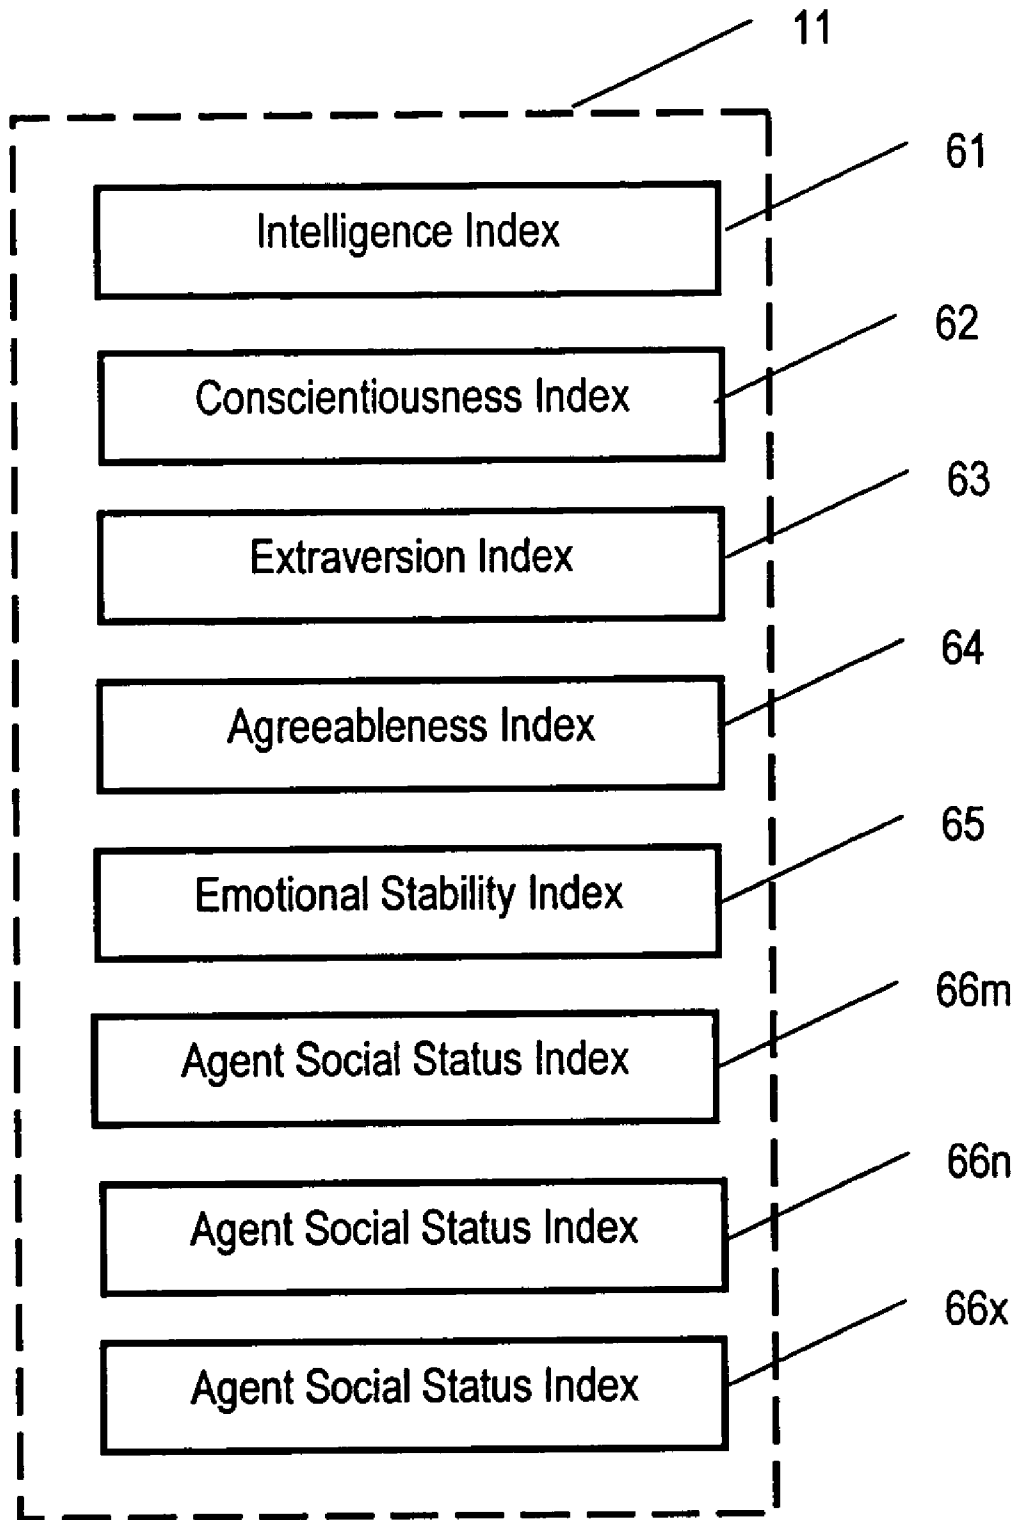 11
61
Intelligence Index
62
Conscientiousness Index
63
Extraversion Index
64
Agreeableness Index
65
Emotional Stability Index
66m
Agent Social Status Index
66n
Agent Social Status Index
66x
Agent Social Status Index